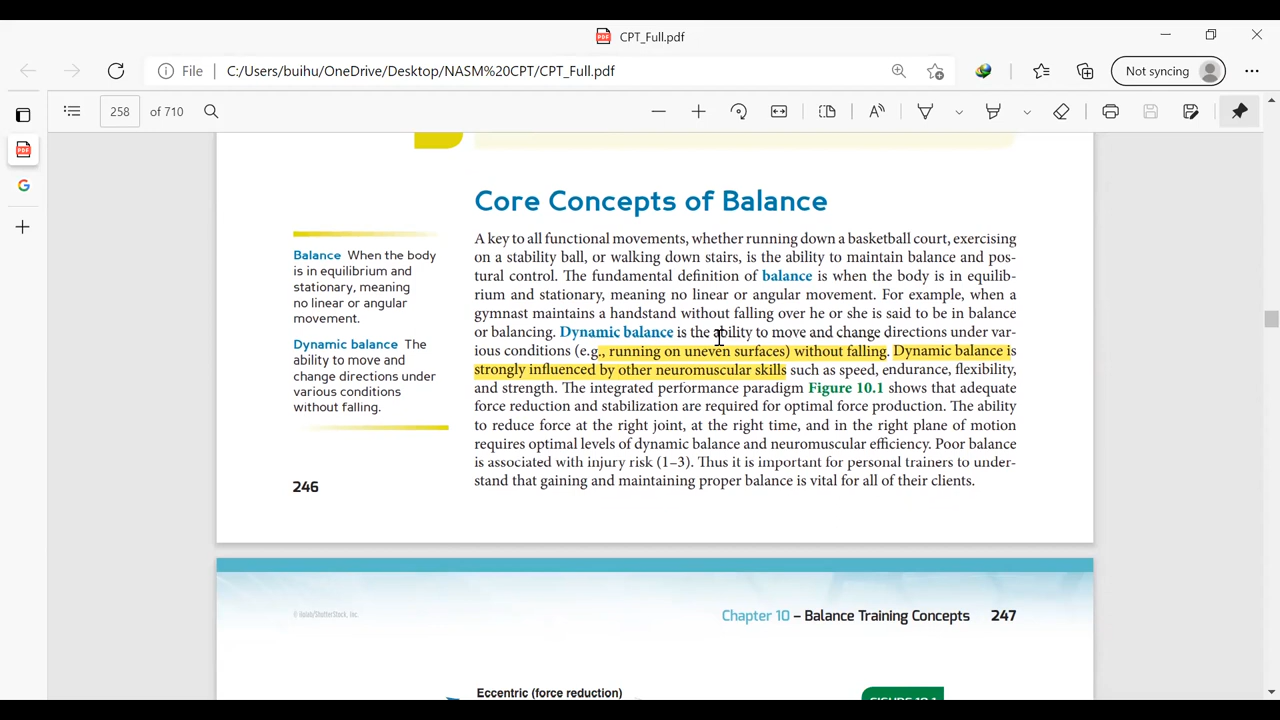 CPT_Full.pdf
File C:/Users/buihu/OneDrive/Desktop/NASM%20CPT/CPT_Full.pdf
Not syncing
258 of 710
Core Concepts of Balance
A key to all functional movements, whether running down a basketball court, exercising
on a stability ball, or walking down stairs, is the ability to maintain balance and pos-
tural control. The fundamental definition of balance is when the body is in equilib-
rium and stationary, meaning no linear or angular movement. For example, when a
gymnast maintains a handstand without falling over he or she is said to be in balance
or balancing. Dynamic balance is the ability to move and change directions under var-
ious conditions (e.g., running on uneven surfaces) without falling. Dynamic balance is
strongly influenced by other neuromuscular skills such as speed, endurance, flexibility,
and strength. The integrated performance paradigm Figure 10.1 shows that adequate
force reduction and stabilization are required for optimal force production. The ability
to reduce force at the right joint, at the right time, and in the right plane of motion
requires optimal levels of dynamic balance and neuromuscular efficiency. Poor balance
is associated with injury risk (1–3). Thus it is important for personal trainers to under-
stand that gaining and maintaining proper balance is vital for all of their clients.
Balance When the body
is in equilibrium and
stationary, meaning
no linear or angular
movement.
Dynamic balance The
ability to move and
change directions under
various conditions
without falling.
246
Chapter 10 – Balance Training Concepts 247
Eccentric (force reduction)
FIGURE 10.1